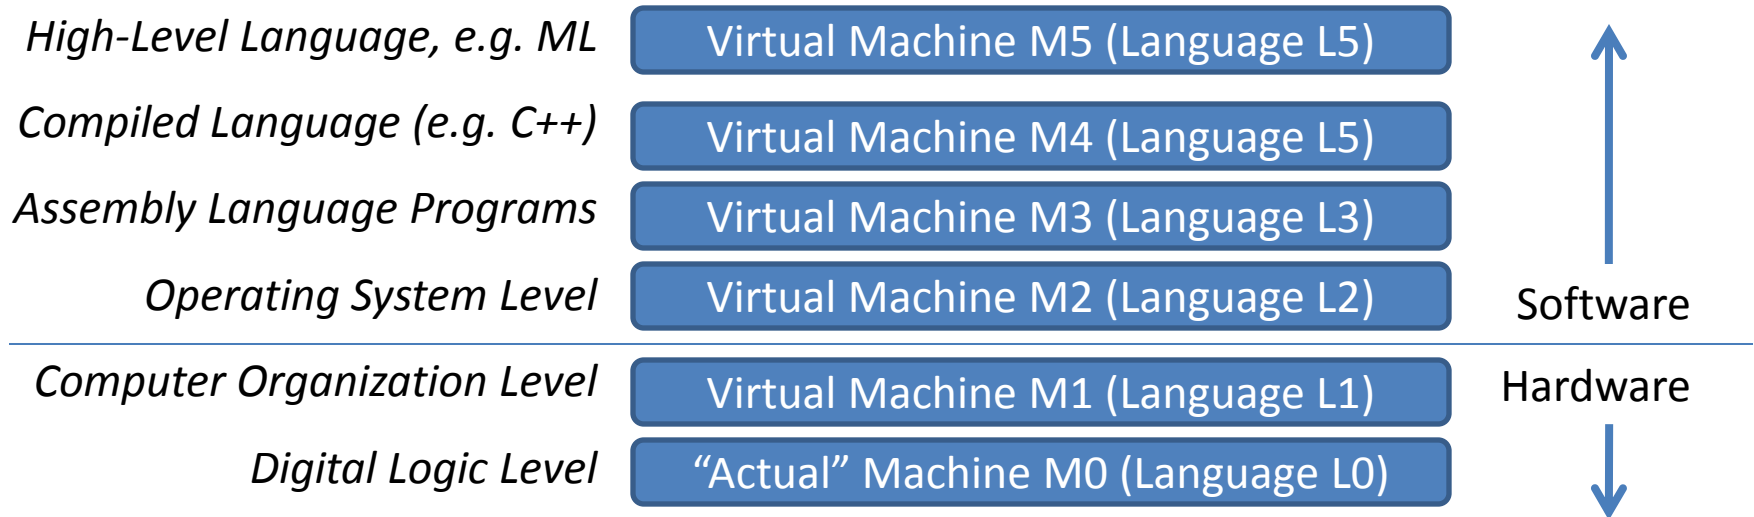 High-Level Language, e.g. ML
Virtual Machine M5 (Language L5)
Compiled Language (e.g. C++)
Virtual Machine M4 (Language L5)
Assembly Language Programs
Virtual Machine M3 (Language L3)
Operating System Level
Virtual Machine M2 (Language L2)
Software
Computer Organization Level
Virtual Machine M1 (Language L1)
Hardware
Digital Logic Level
“Actual” Machine M0 (Language L0)